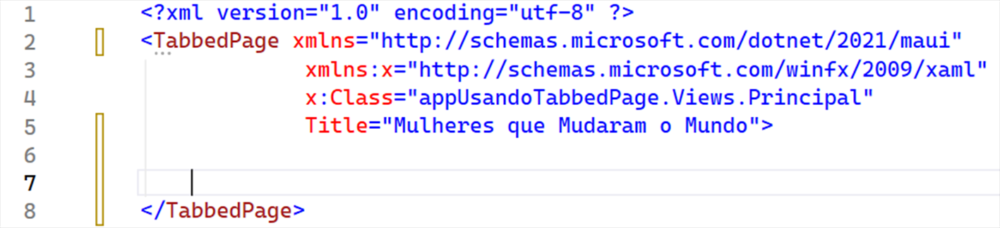 1 <?xml version="1.0" encoding="utf-8" ?>
2 <TabbedPage xmlns="http://schemas.microsoft.com/dotnet/2021/maui"
3 xmlns:x="http://schemas.microsoft.com/winfx/2009/xaml"
4 x:Class="appUsandoTabbedPage.Views.Principal"
5 Title="Mulheres que Mudaram o Mundo">
6
7
8 </TabbedPage>